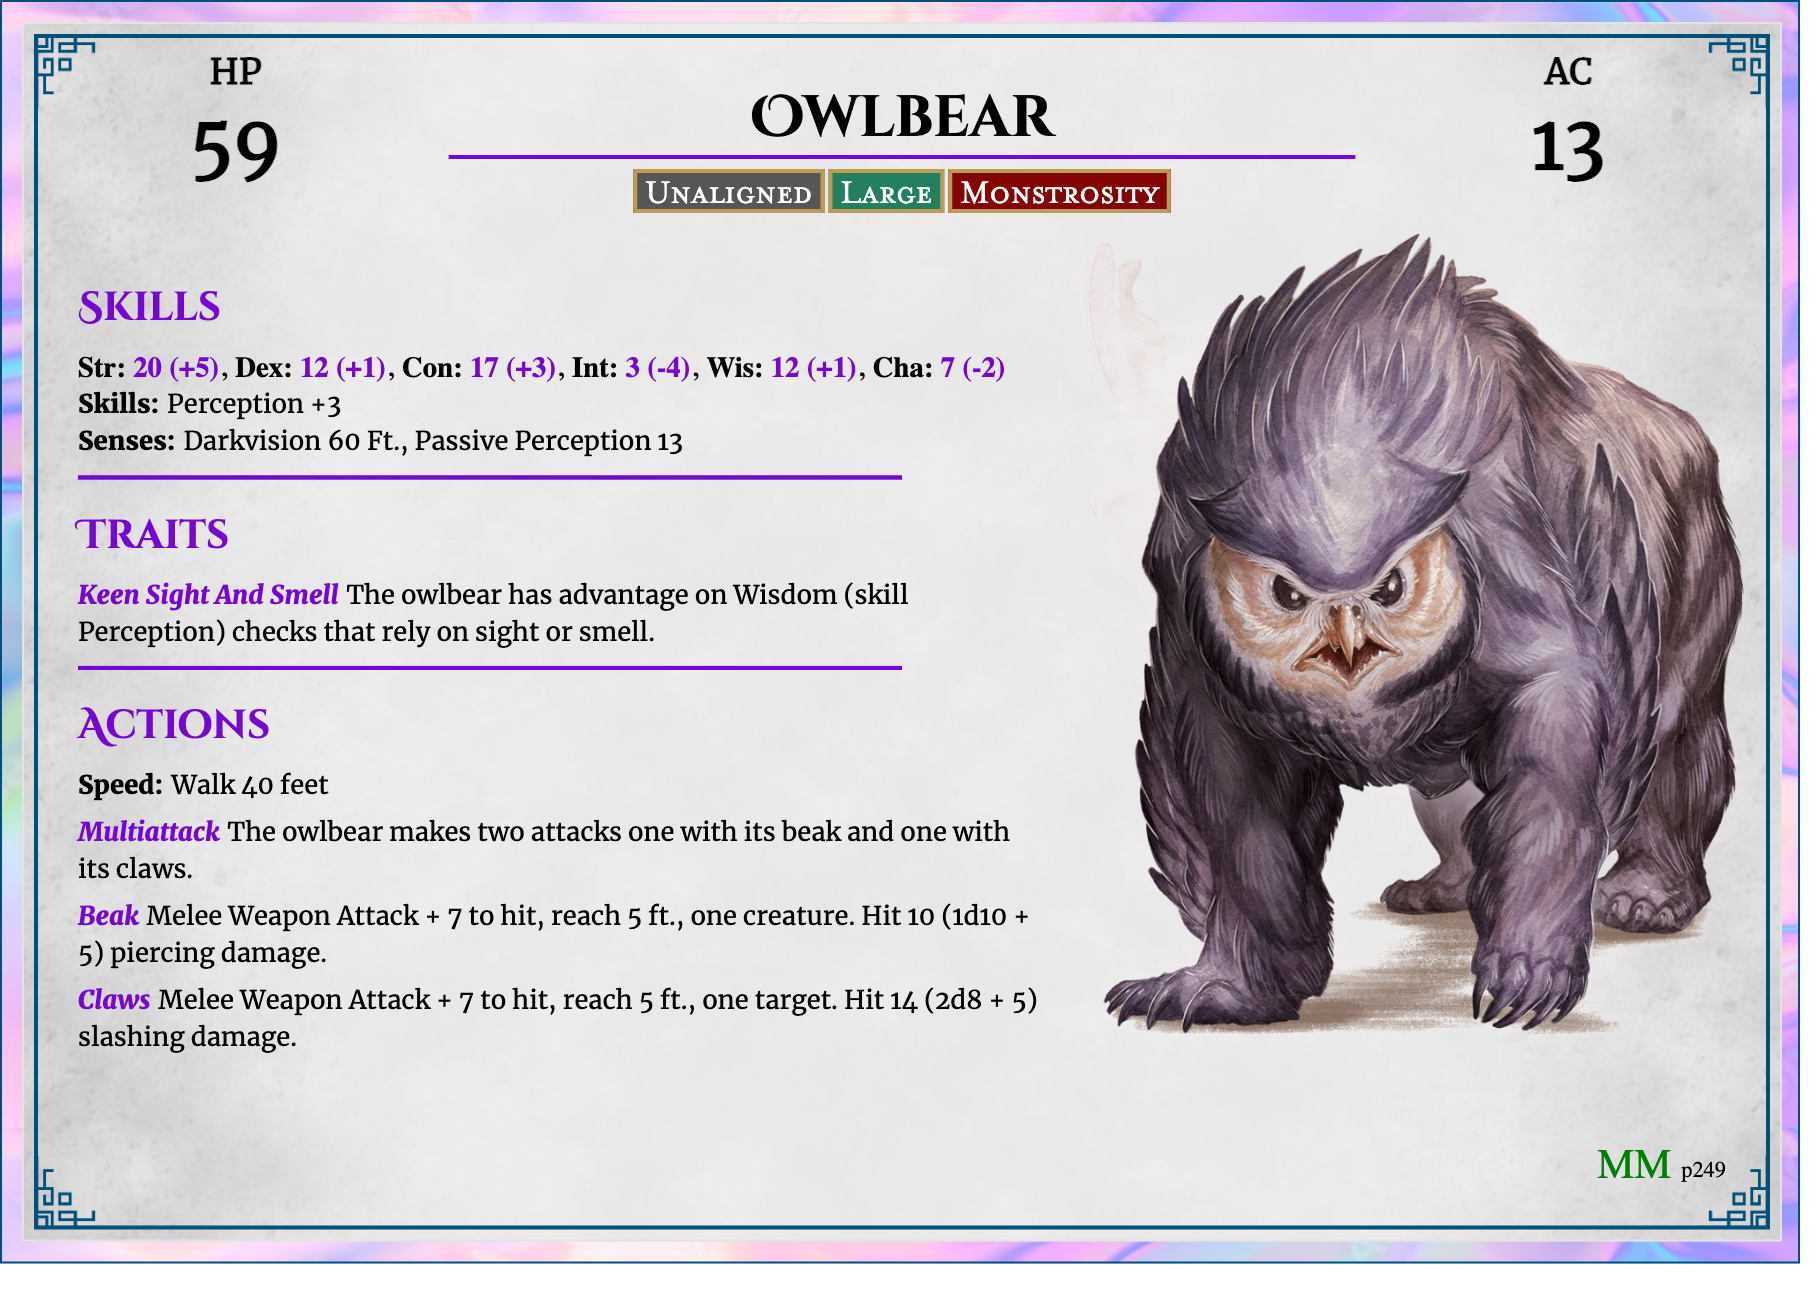 HP
59
OWLBEAR
AC
13
UNALIGNED LARGE MONSTROSITY
SKILLS
Str: 20 (+5), Dex: 12 (+1), Con: 17 (+3), Int: 3 (-4), Wis: 12 (+1), Cha: 7 (-2)
Skills: Perception +3
Senses: Darkvision 60 Ft., Passive Perception 13
TRAITS
Keen Sight And Smell The owlbear has advantage on Wisdom (skill
Perception) checks that rely on sight or smell.
ACTIONS
Speed: Walk 40 feet
Multiattack The owlbear makes two attacks one with its beak and one with
its claws.
Beak Melee Weapon Attack + 7 to hit, reach 5 ft., one creature. Hit 10 (1d10 +
5) piercing damage.
Claws Melee Weapon Attack + 7 to hit, reach 5 ft., one target. Hit 14 (2d8 + 5)
slashing damage.
MM p249